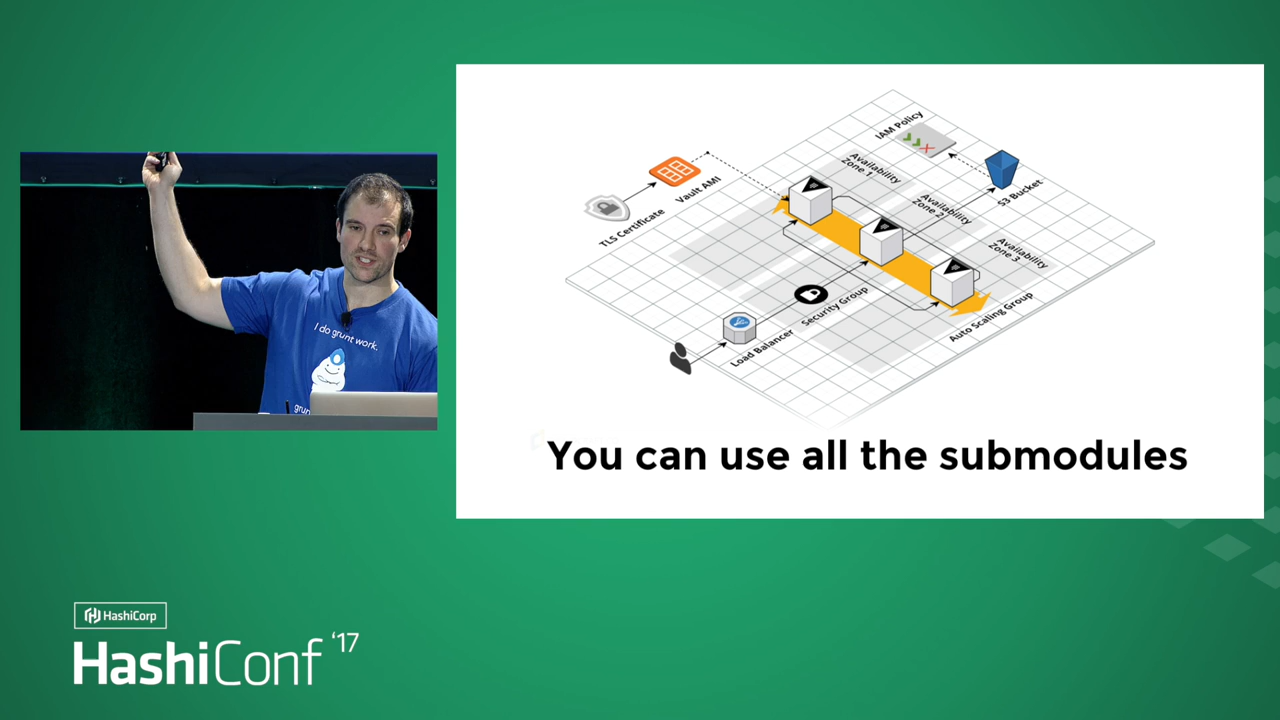 I do grunt work.
grun
IAM Policy
S3 Bucket
Vault AMI
TLS Certificate
Availability
Zone 1
Availability
Zone 2
Availability
Zone 3
Security Group
Load Balancer
Auto Scaling Group
You can use all the submodules
HashiCorp
HashiConf '17